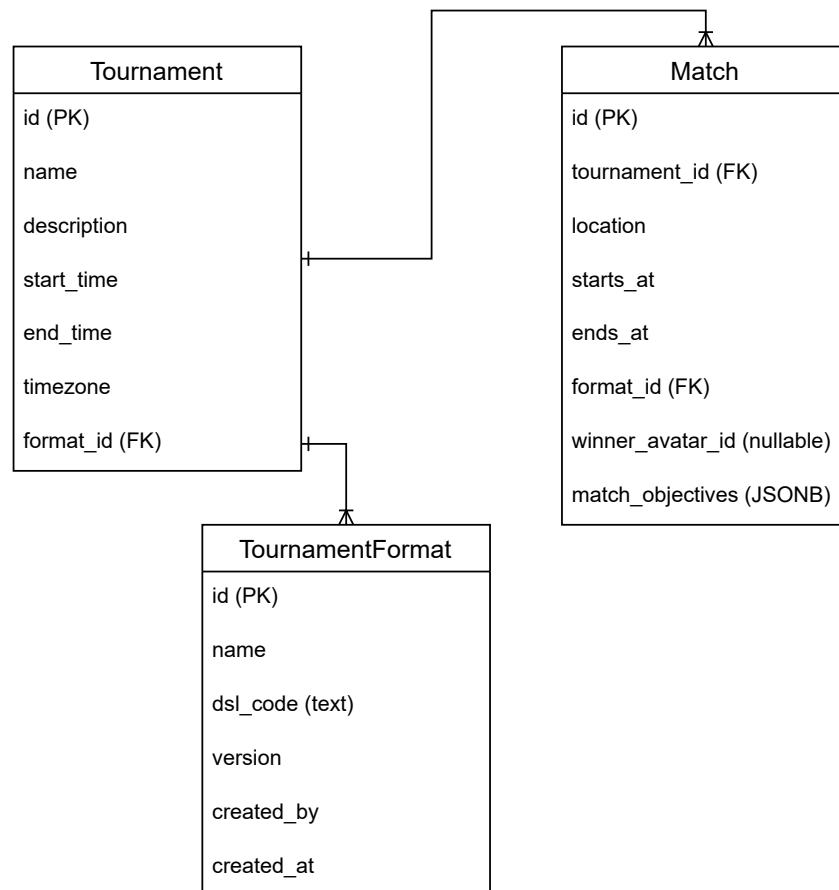 Tournament
id (PK)
name
description
start_time
end_time
timezone
format_id (FK)
Match
id (PK)
tournament_id (FK)
location
starts_at
ends_at
format_id (FK)
winner_avatar_id (nullable)
match_objectives (JSONB)
TournamentFormat
id (PK)
name
dsl_code (text)
version
created_by
created_at